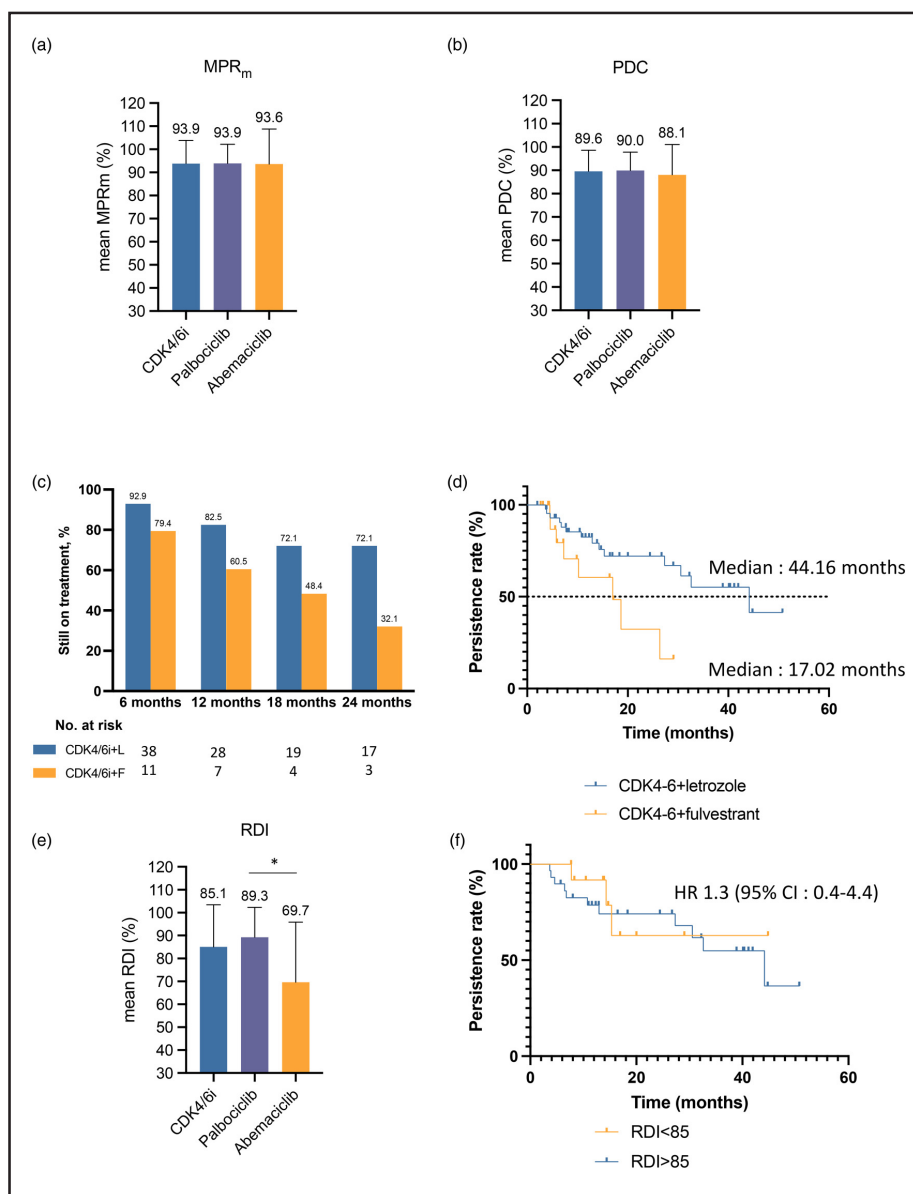 (a)
MPRm
120
110
100
90
80
70
60
50
40
30
mean MPRm (%)
93.9
93.9
93.6
CDK4/6i
Palbociclib
Abemaciclib
(b)
PDC
120
110
100
90
80
70
60
50
40
30
mean PDC (%)
89.6
90.0
88.1
CDK4/6i
Palbociclib
Abemaciclib
(c)
100
80
60
40
20
0
Still on treatment, %
92.9
79.4
82.5
60.5
72.1
48.4
72.1
32.1
6 months 12 months 18 months 24 months
No. at risk
CDK4/6i+L 38 28 19 17
CDK4/6i+F 11 7 4 3
(d)
100
50
0
Persistence rate (%)
Median : 44.16 months
Median : 17.02 months
0 20 40 60
Time (months)
CDK4-6+letrozole
CDK4-6+fulvestrant
(e)
RDI
120
110
100
90
80
70
60
50
40
30
mean RDI (%)
85.1
89.3
*
69.7
CDK4/6i
Palbociclib
Abemaciclib
(f)
100
50
0
Persistence rate (%)
HR 1.3 (95% CI : 0.4-4.4)
0 20 40 60
Time (months)
RDI<85
RDI>85